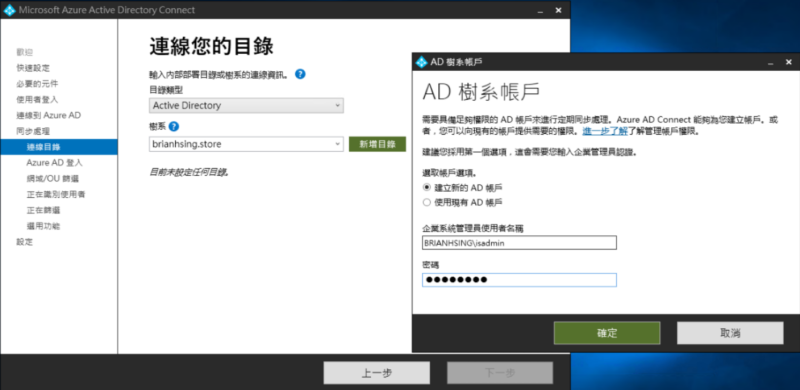 Microsoft Azure Active Directory Connect
歡迎
快速設定
必要的元件
使用者登入
連線到 Azure AD
同步處理
連線目錄
Azure AD 登入
網域/OU 篩選
正在識別使用者
正在篩選
選用功能
設定
連線您的目錄
輸入內部部署目錄或樹系的連線資訊。 ?
目錄類型
Active Directory
樹系 ?
brianhsing.store
新增目錄
目前未設定任何目錄。
上一步
下一步
AD 樹系帳戶
AD 樹系帳戶
需要具備足夠權限的 AD 帳戶來進行定期同步處理。Azure AD Connect 能夠為您建立帳戶。或
者，您可以向現有的帳戶提供需要的權限。進一步了解了解管理帳戶權限。
建議您採用第一個選項，這會需要您輸入企業管理員認證。
選取帳戶選項。
建立新的 AD 帳戶
使用現有 AD 帳戶
企業系統管理員使用者名稱
BRIANHSING\isadmin
密碼
●●●●●●●●
確定
取消